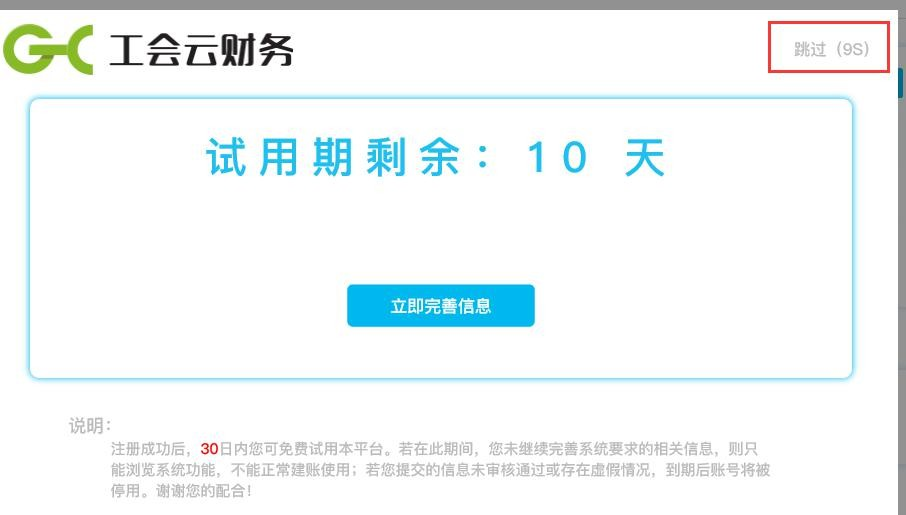 工会云财务
跳过（9S）
试用期剩余：10 天
立即完善信息
说明：
注册成功后，30日内您可免费试用本平台。若在此期间，您未继续完善系统要求的相关信息，则只
能浏览系统功能，不能正常建账使用；若您提交的信息未审核通过或存在虚假情况，到期后账号将被
停用。谢谢您的配合！